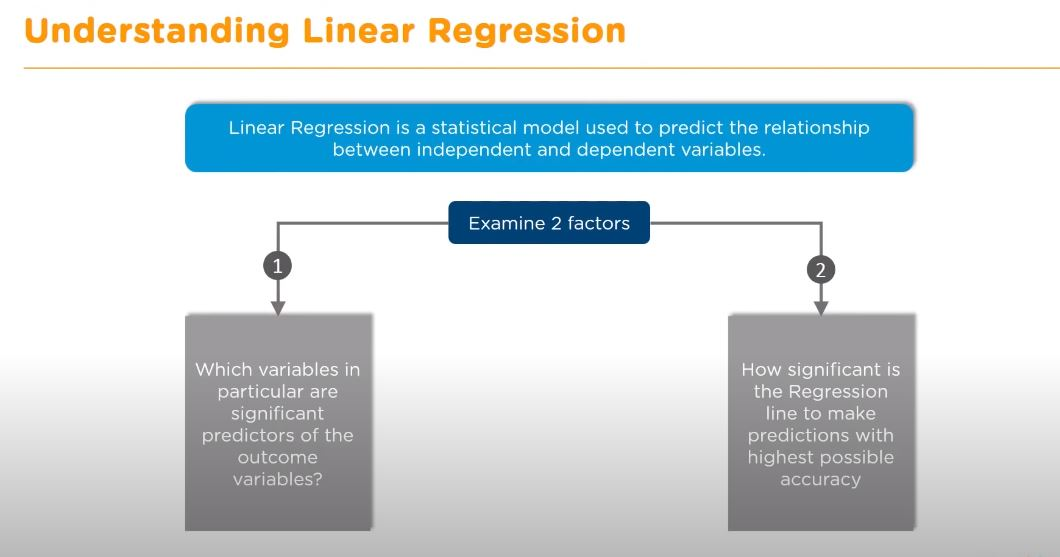 Understanding Linear Regression
Linear Regression is a statistical model used to predict the relationship
between independent and dependent variables.
Examine 2 factors
1
2
Which variables in
particular are
significant
predictors of the
outcome
variables?
How significant is
the Regression
line to make
predictions with
highest possible
accuracy